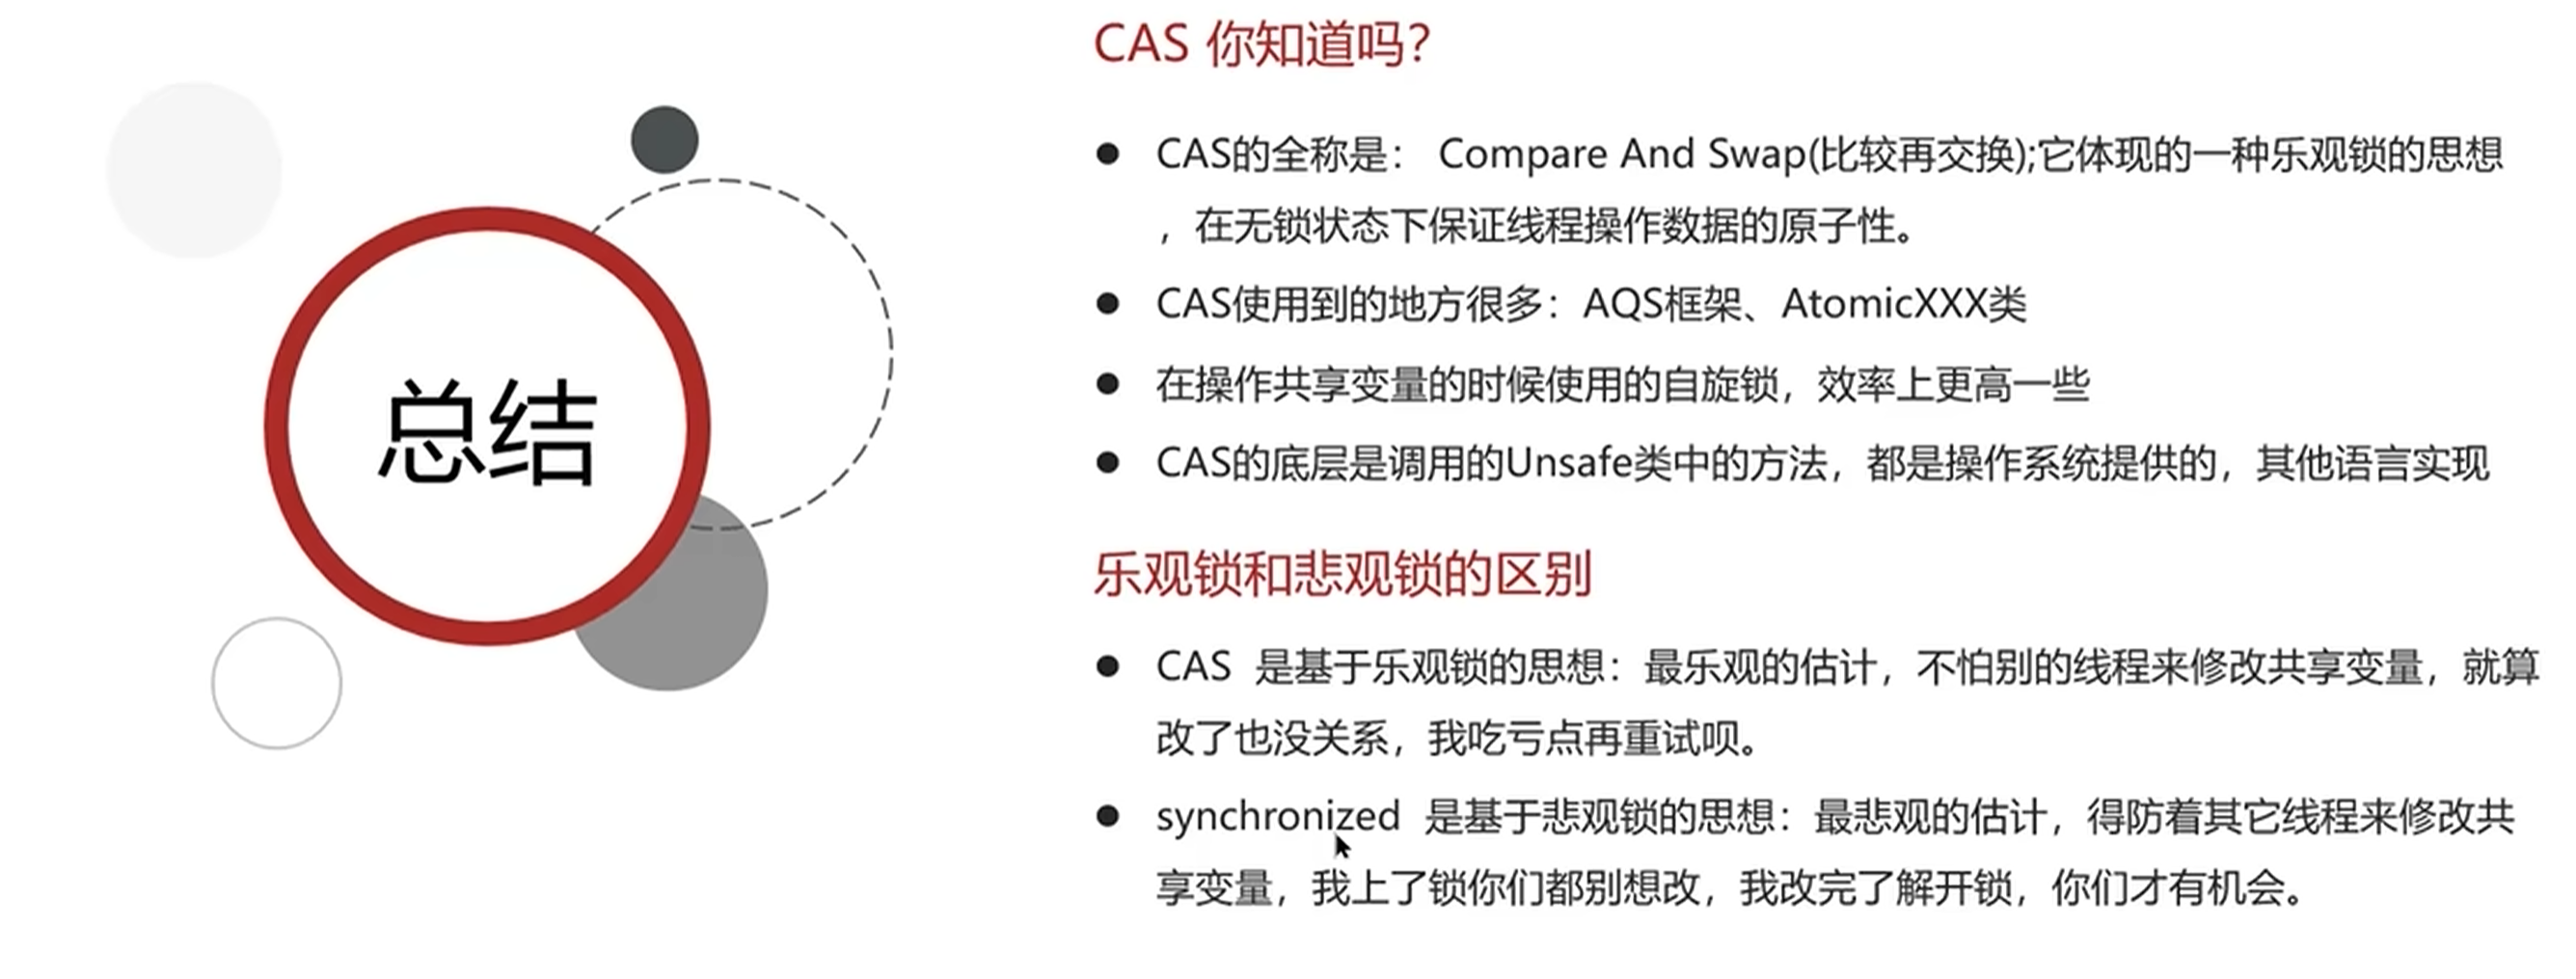 总结
CAS 你知道吗？
CAS的全称是： Compare And Swap(比较再交换);它体现的一种乐观锁的思想
，在无锁状态下保证线程操作数据的原子性。
CAS使用到的地方很多：AQS框架、AtomicXXX类
在操作共享变量的时候使用的自旋锁，效率上更高一些
CAS的底层是调用的Unsafe类中的方法，都是操作系统提供的，其他语言实现
乐观锁和悲观锁的区别
CAS 是基于乐观锁的思想：最乐观的估计，不怕别的线程来修改共享变量，就算
改了也没关系，我吃亏点再重试呗。
synchronized 是基于悲观锁的思想：最悲观的估计，得防着其它线程来修改共
享变量，我上了锁你们都别想改，我改完了解开锁，你们才有机会。